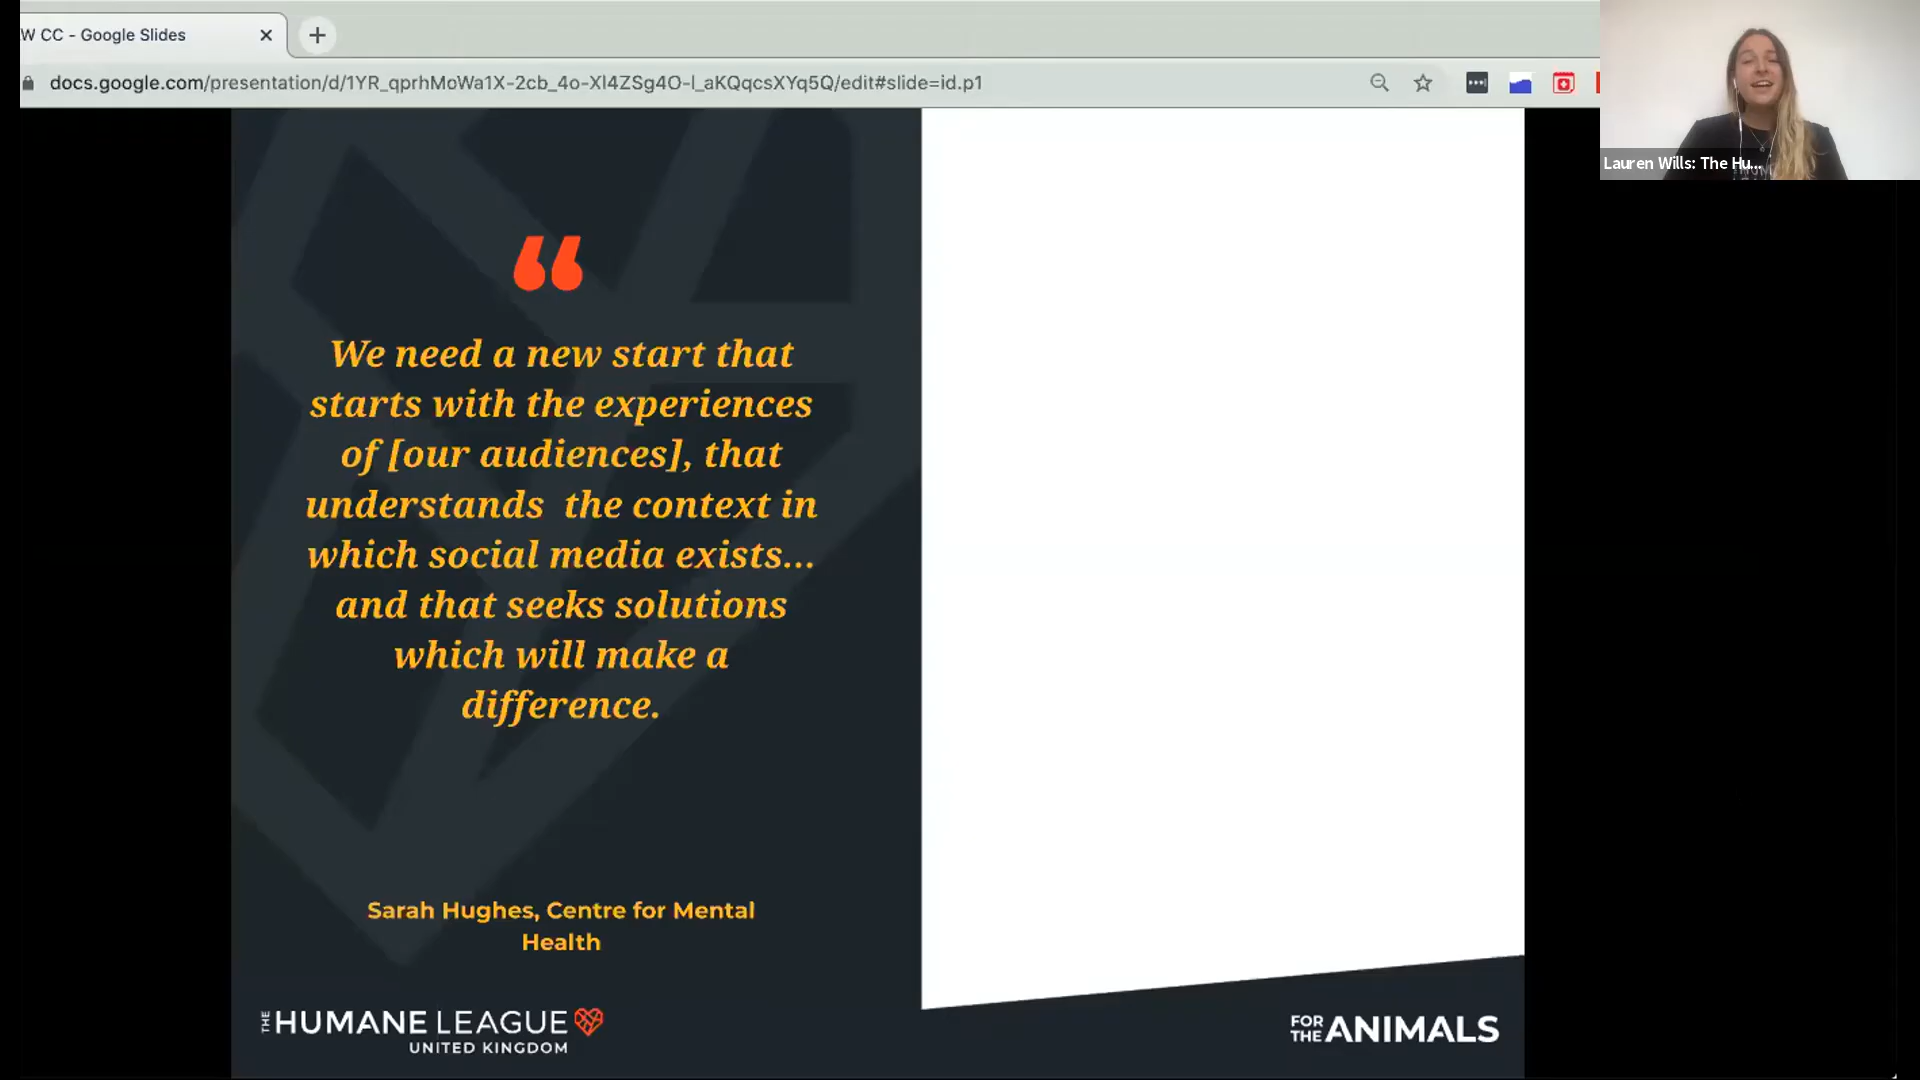 W CC - Google Slides
docs.google.com/presentation/d/1YR_qprhMoWa1X-2cb_4o-XI4ZSg4O-l_aKQqcsXYq5Q/edit#slide=id.p1
Lauren Wills: The Hu...
“
We need a new start that
starts with the experiences
of [our audiences], that
understands  the context in
which social media exists...
and that seeks solutions
which will make a
difference.
Sarah Hughes, Centre for Mental
Health
THE HUMANE LEAGUE
UNITED KINGDOM
FOR THE ANIMALS